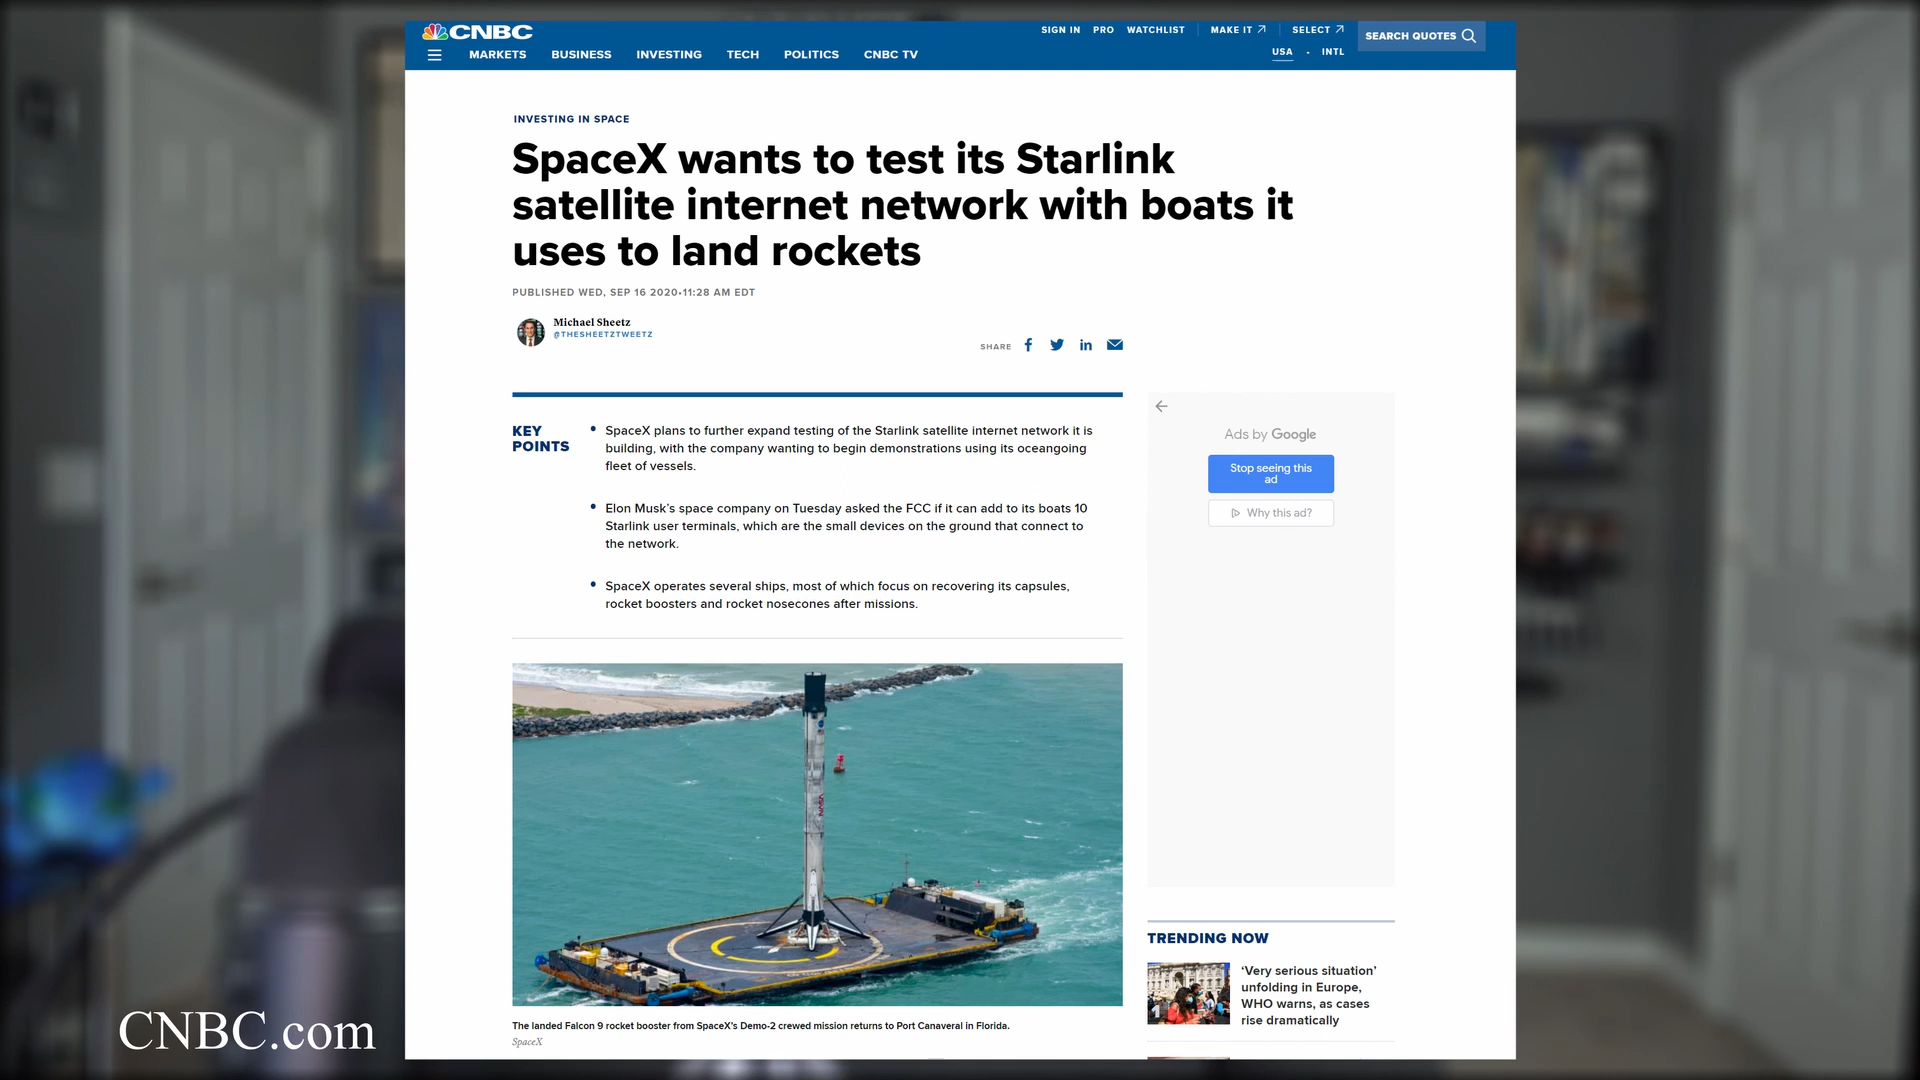 CNBC
SIGN IN PRO WATCHLIST MAKE IT SELECT
SEARCH QUOTES
USA · INTL
MARKETS BUSINESS INVESTING TECH POLITICS CNBC TV
INVESTING IN SPACE
SpaceX wants to test its Starlink
satellite internet network with boats it
uses to land rockets
PUBLISHED WED, SEP 16 2020•11:28 AM EDT
Michael Sheetz
@THESHEETZTWEETZ
SHARE
KEY
POINTS
• SpaceX plans to further expand testing of the Starlink satellite internet network it is
building, with the company wanting to begin demonstrations using its oceangoing
fleet of vessels.
• Elon Musk’s space company on Tuesday asked the FCC if it can add to its boats 10
Starlink user terminals, which are the small devices on the ground that connect to
the network.
• SpaceX operates several ships, most of which focus on recovering its capsules,
rocket boosters and rocket nosecones after missions.
Ads by Google
Stop seeing this
ad
Why this ad?
The landed Falcon 9 rocket booster from SpaceX’s Demo-2 crewed mission returns to Port Canaveral in Florida.
SpaceX
TRENDING NOW
‘Very serious situation’
unfolding in Europe,
WHO warns, as cases
rise dramatically
CNBC.com